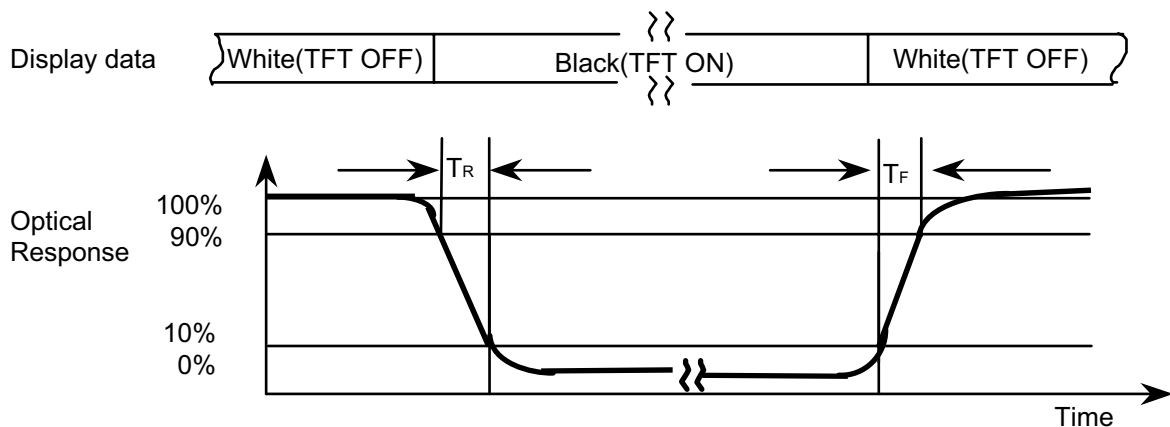 Display data
White(TFT OFF)
Black(TFT ON)
White(TFT OFF)
TR
TF
Optical
Response
100%
90%
10%
0%
Time